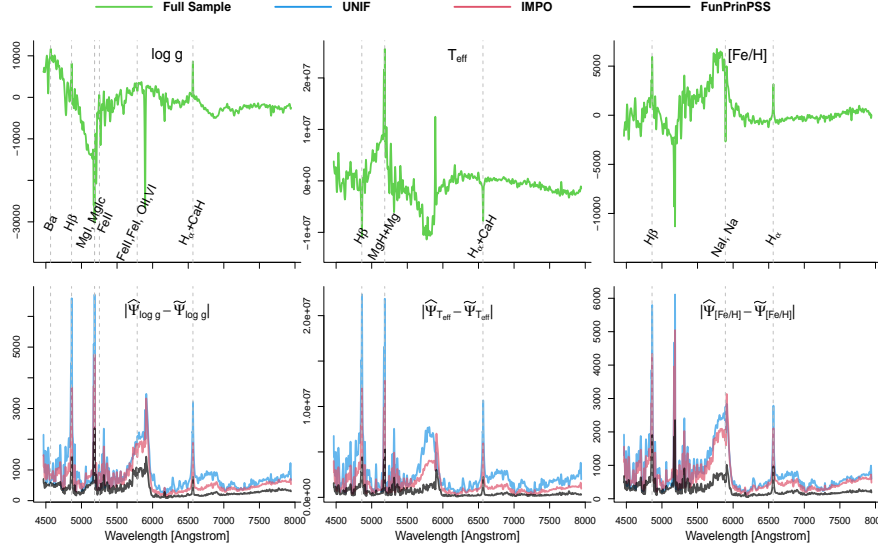 Full Sample UNIF IMPO FunPrinPSS
log g
10000
0
−10000
−30000
Ba
Hβ
MgI, MgIc
FeII
FeII,FeI, OII,VI
Hα+CaH
Teff
2e+07
1e+07
0e+00
−1e+07
Hβ
MgH+Mg
Hα+CaH
[Fe/H]
5000
0
−5000
−10000
Hβ
NaI, Na
Hα
|Ψ̂log g − Ψ̃log g|
5000
3000
1000
0
4500 5000 5500 6000 6500 7000 7500 8000
Wavelength [Angstrom]
|Ψ̂Teff − Ψ̃Teff|
2.0e+07
1.0e+07
0.0e+00
4500 5000 5500 6000 6500 7000 7500 8000
Wavelength [Angstrom]
|Ψ̂[Fe/H] − Ψ̃[Fe/H]|
6000
5000
4000
3000
2000
1000
0
4500 5000 5500 6000 6500 7000 7500 8000
Wavelength [Angstrom]